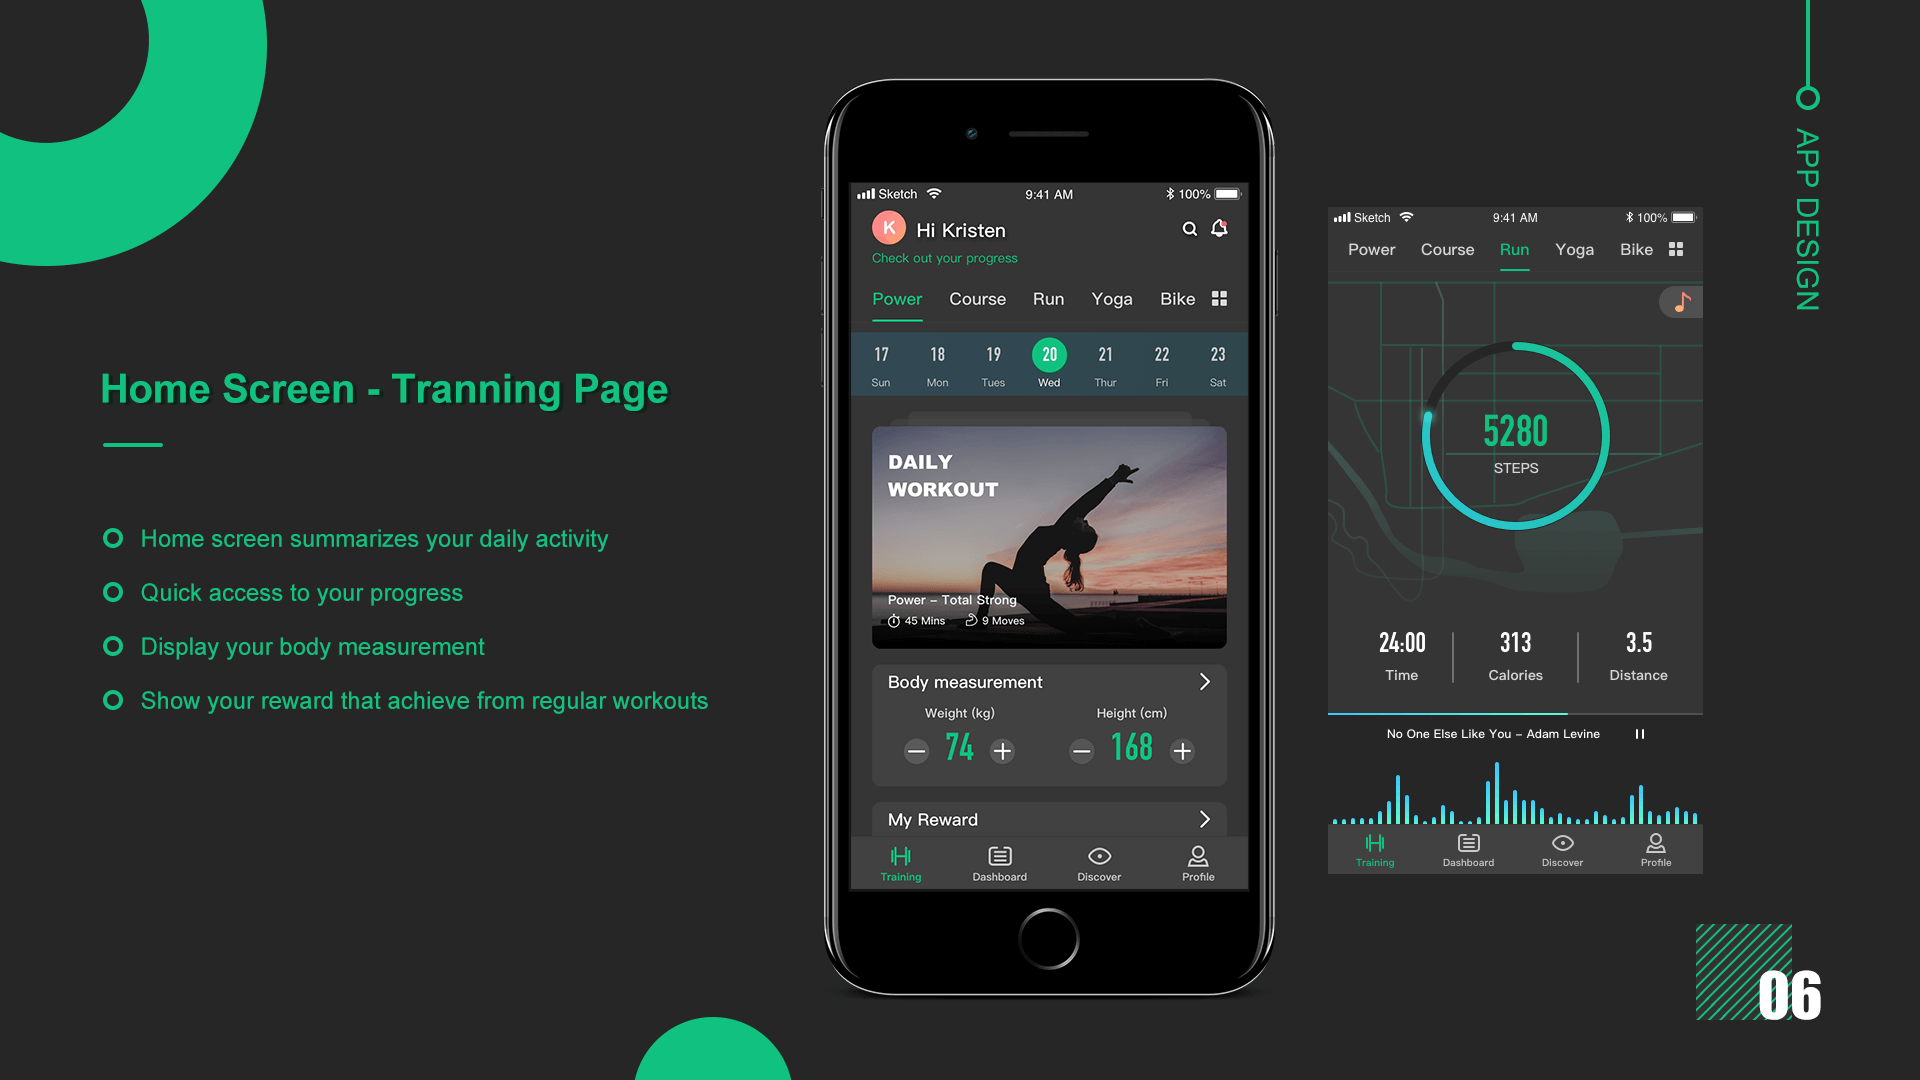 APP DESIGN
Home Screen - Tranning Page
Home screen summarizes your daily activity
Quick access to your progress
Display your body measurement
Show your reward that achieve from regular workouts
Sketch 9:41 AM 100%
K Hi Kristen
Check out your progress
Power Course Run Yoga Bike
17 18 19 20 21 22 23
Sun Mon Tues Wed Thur Fri Sat
DAILY
WORKOUT
Power – Total Strong
45 Mins 9 Moves
Body measurement
Weight (kg) Height (cm)
74 168
My Reward
Training Dashboard Discover Profile
Sketch 9:41 AM 100%
Power Course Run Yoga Bike
5280
STEPS
24:00 313 3.5
Time Calories Distance
No One Else Like You – Adam Levine
Training Dashboard Discover Profile
06